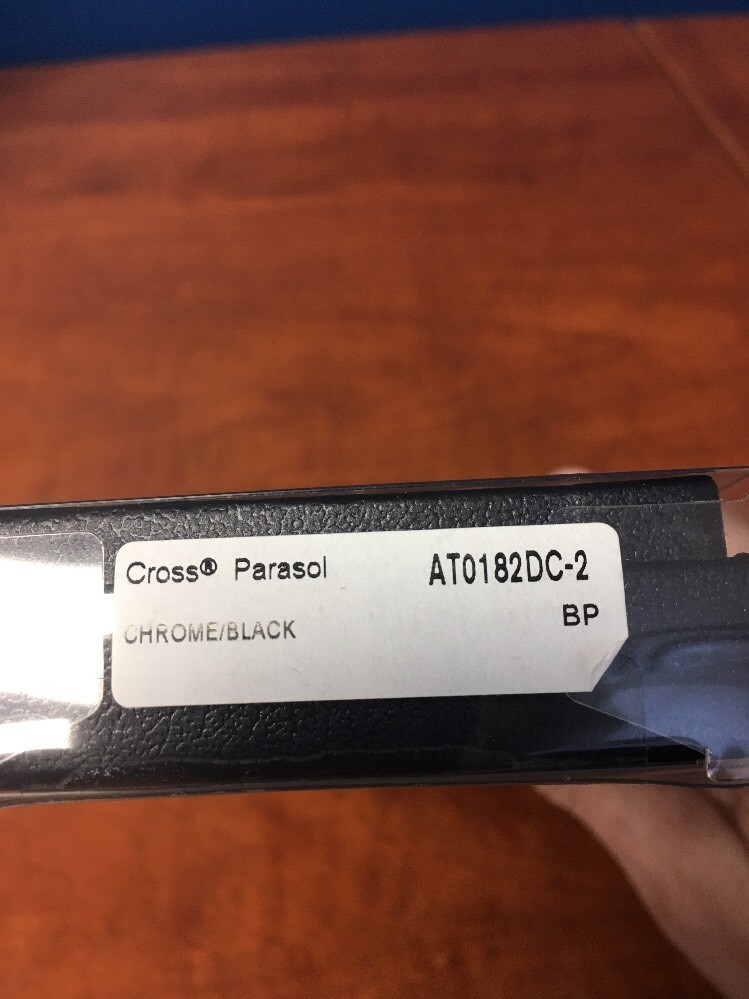 Cross® Parasol AT0182DC-2
CHROME/BLACK BP